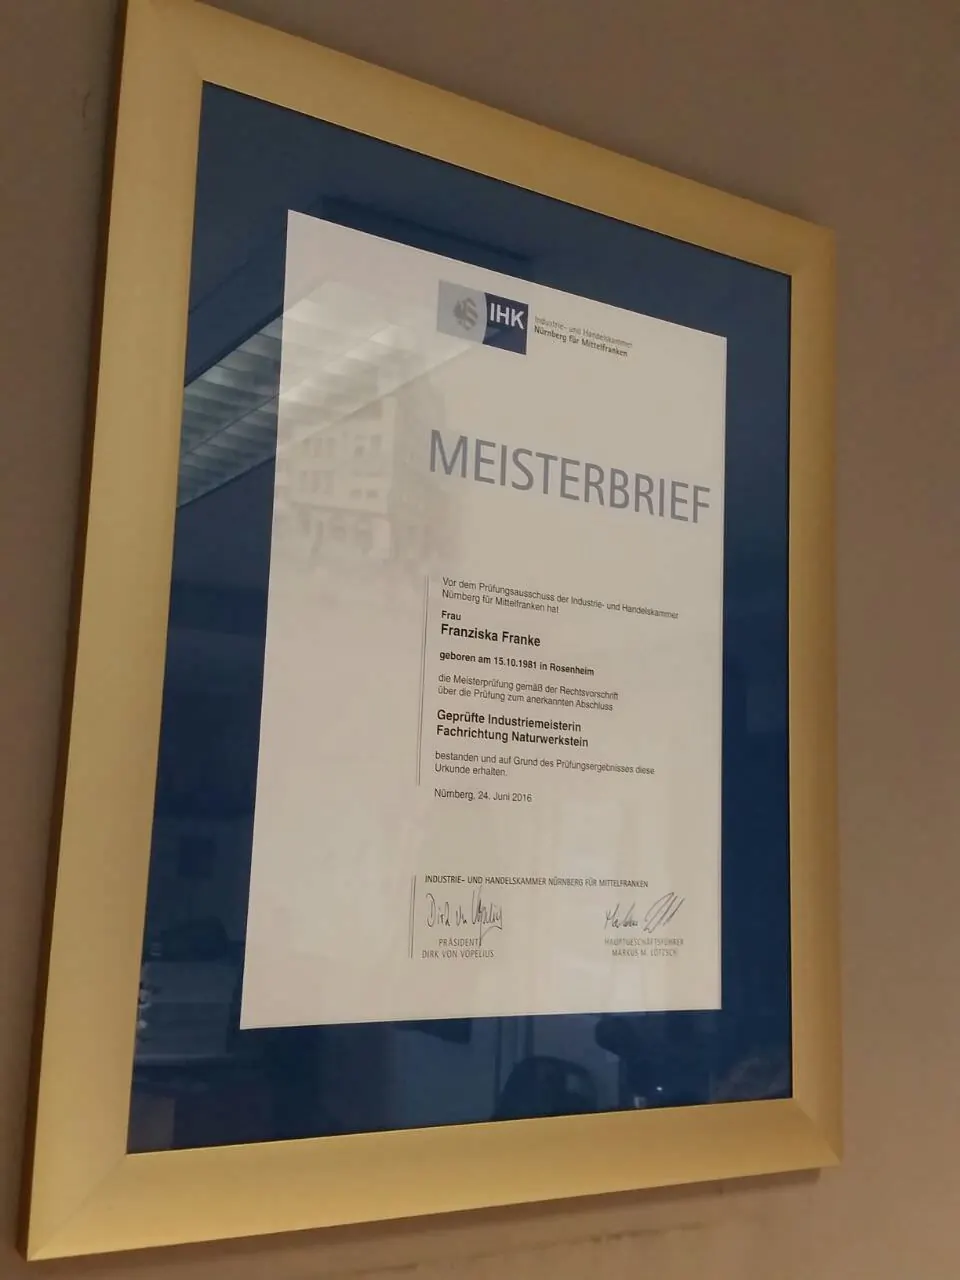 IHK
Industrie- und Handelskammer
Nürnberg für Mittelfranken
MEISTERBRIEF
Vor dem Prüfungsausschuss der Industrie- und Handelskammer
Nürnberg für Mittelfranken hat
Frau
Franziska Franke
geboren am 15.10.1981 in Rosenheim
die Meisterprüfung gemäß der Rechtsvorschrift
über die Prüfung zum anerkannten Abschluss
Geprüfte Industriemeisterin
Fachrichtung Naturwerkstein
bestanden und auf Grund des Prüfungsergebnisses diese
Urkunde erhalten.
Nürnberg, 24. Juni 2016
INDUSTRIE- UND HANDELSKAMMER NÜRNBERG FÜR MITTELFRANKEN
PRÄSIDENT
DIRK VON VOPELIUS
HAUPTGESCHÄFTSFÜHRER
MARKUS M. LÖTZSCH